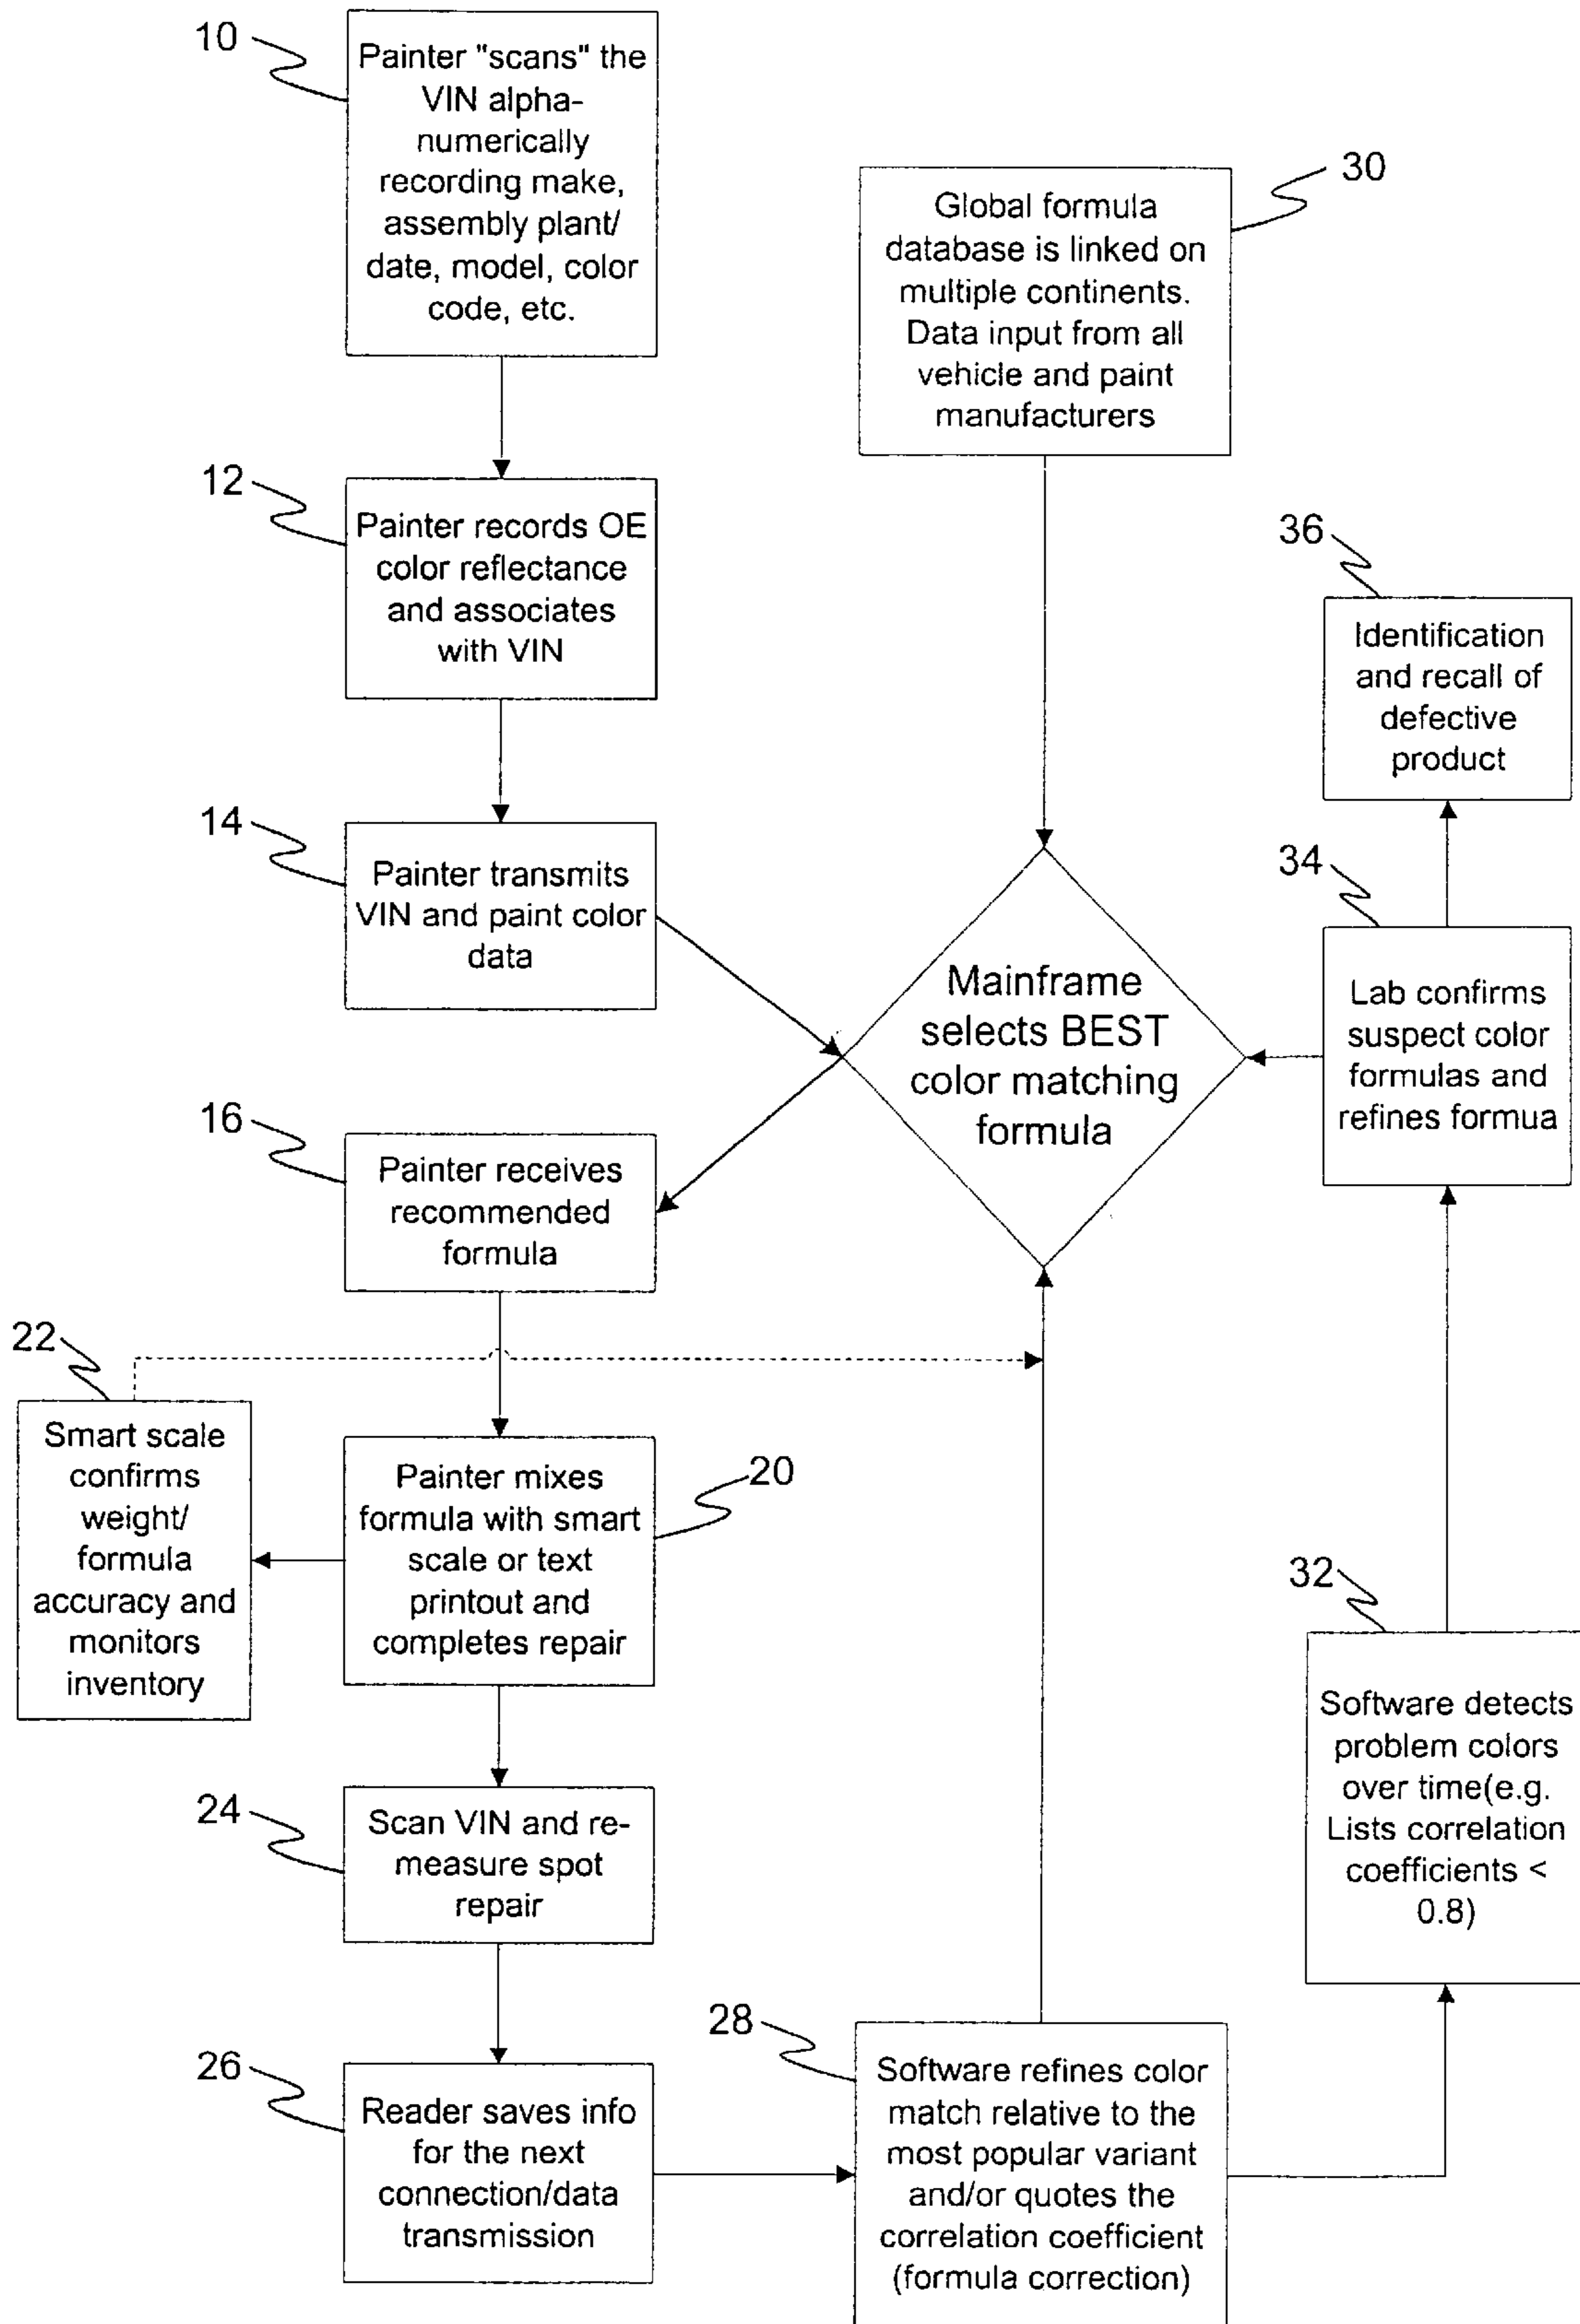 10
Painter "scans" the
VIN alpha-
numerically
recording make,
assembly plant/
date, model, color
code, etc.
30
Global formula
database is linked on
multiple continents.
Data input from all
vehicle and paint
manufacturers
12
Painter records OE
color reflectance
and associates
with VIN
36
Identification
and recall of
defective
product
14
Painter transmits
VIN and paint color
data
Mainframe
selects BEST
color matching
formula
34
Lab confirms
suspect color
formulas and
refines formua
16
Painter receives
recommended
formula
22
Smart scale
confirms
weight/
formula
accuracy and
monitors
inventory
20
Painter mixes
formula with smart
scale or text
printout and
completes repair
32
Software detects
problem colors
over time(e.g.
Lists correlation
coefficients <
0.8)
24
Scan VIN and re-
measure spot
repair
26
Reader saves info
for the next
connection/data
transmission
28
Software refines color
match relative to the
most popular variant
and/or quotes the
correlation coefficient
(formula correction)